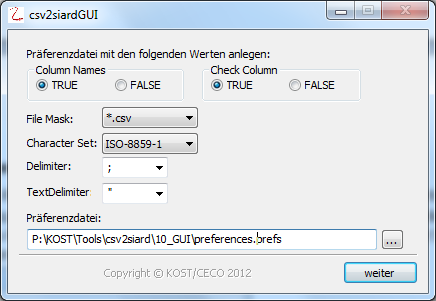 csv2siardGUI
Präferenzdatei mit den folgenden Werten anlegen:
Column Names
TRUE FALSE
Check Column
TRUE FALSE
File Mask: *.csv
Character Set: ISO-8859-1
Delimiter: ;
TextDelimiter "
Präferenzdatei:
P:\KOST\Tools\csv2siard\10_GUI\preferences.prefs
...
Copyright © KOST/CECO 2012
weiter